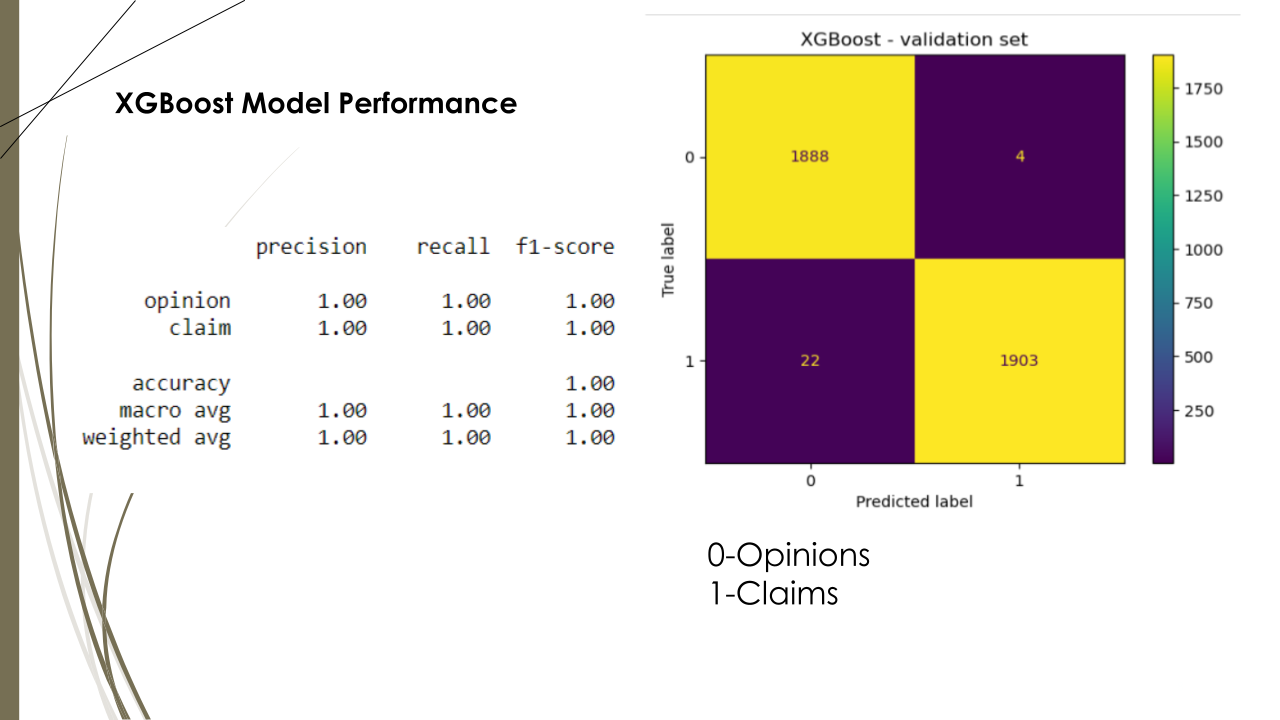 XGBoost Model Performance
precision recall f1-score
opinion 1.00 1.00 1.00
claim 1.00 1.00 1.00
accuracy 1.00
macro avg 1.00 1.00 1.00
weighted avg 1.00 1.00 1.00
XGBoost - validation set
True label
0
1
1888 4
22 1903
0 1
Predicted label
1750
1500
1250
1000
750
500
250
0-Opinions
1-Claims